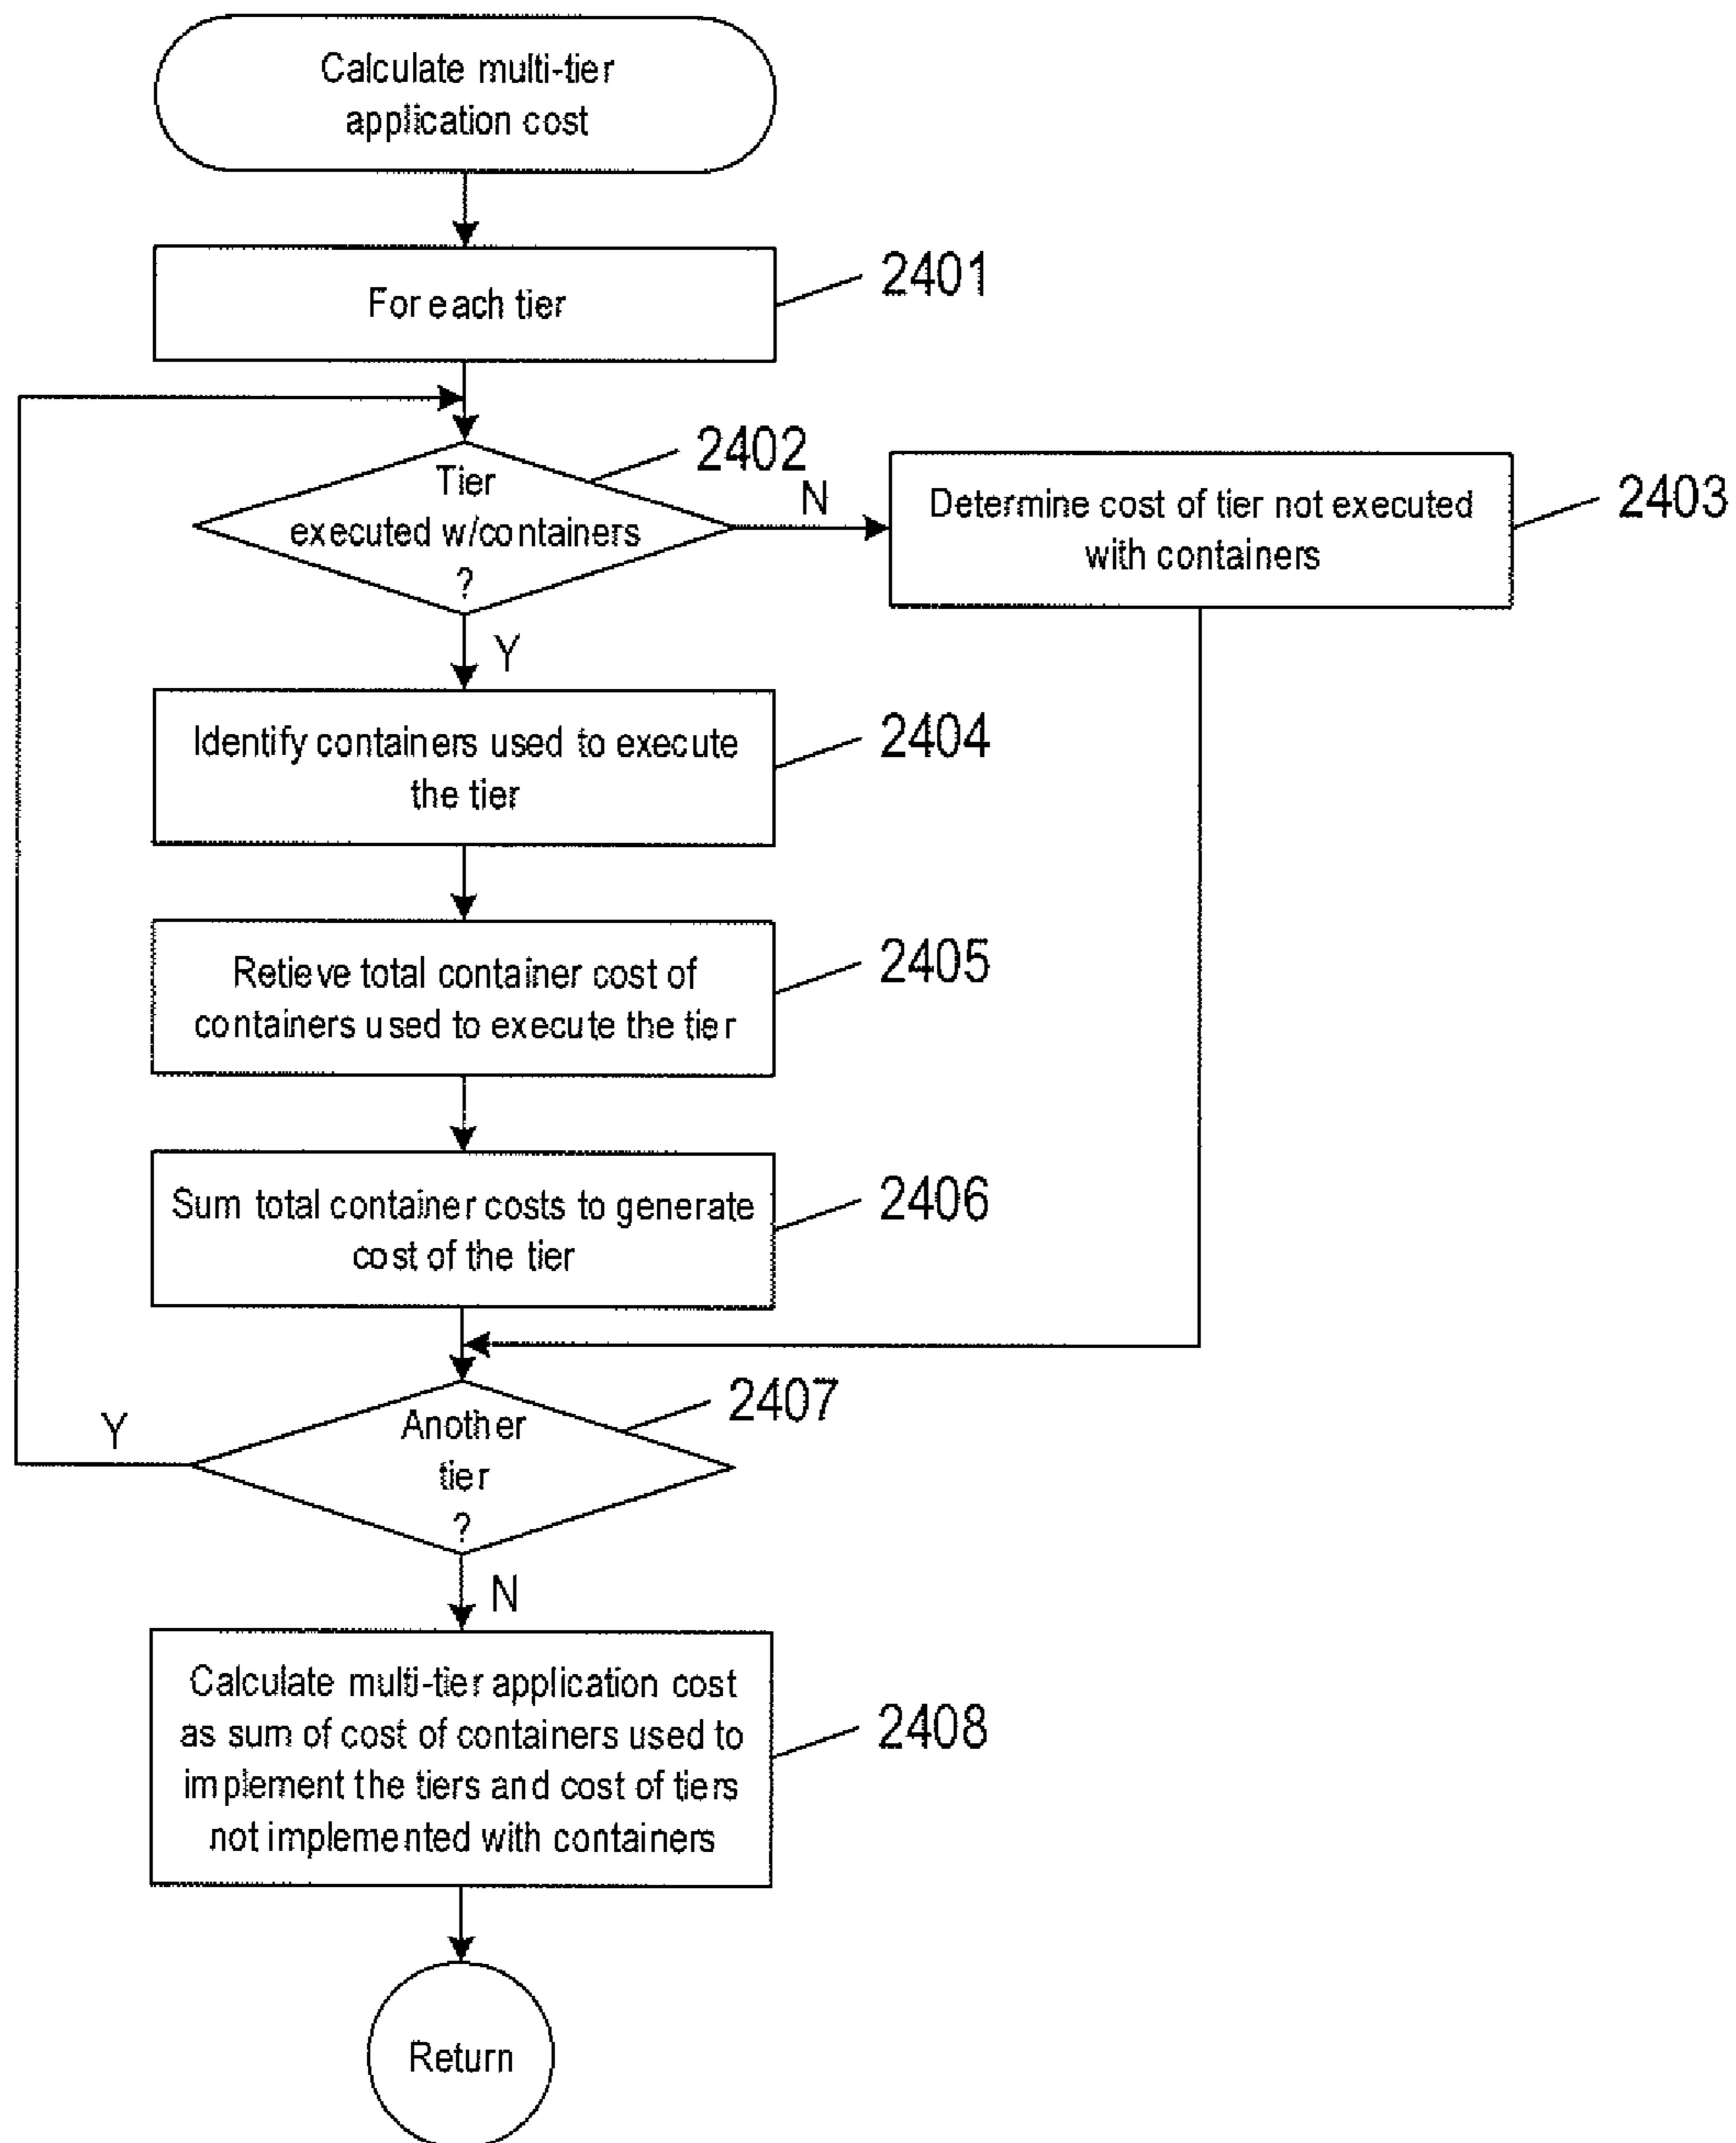 Calculate multi-tier
application cost
For each tier
2401
Tier
executed w/containers
?
2402
N
Determine cost of tier not executed
with containers
2403
Y
Identify containers used to execute
the tier
2404
Retieve total container cost of
containers used to execute the tier
2405
Sum total container costs to generate
cost of the tier
2406
Another
tier
?
2407
Y
N
Calculate multi-tier application cost
as sum of cost of containers used to
implement the tiers and cost of tiers
not implemented with containers
2408
Return